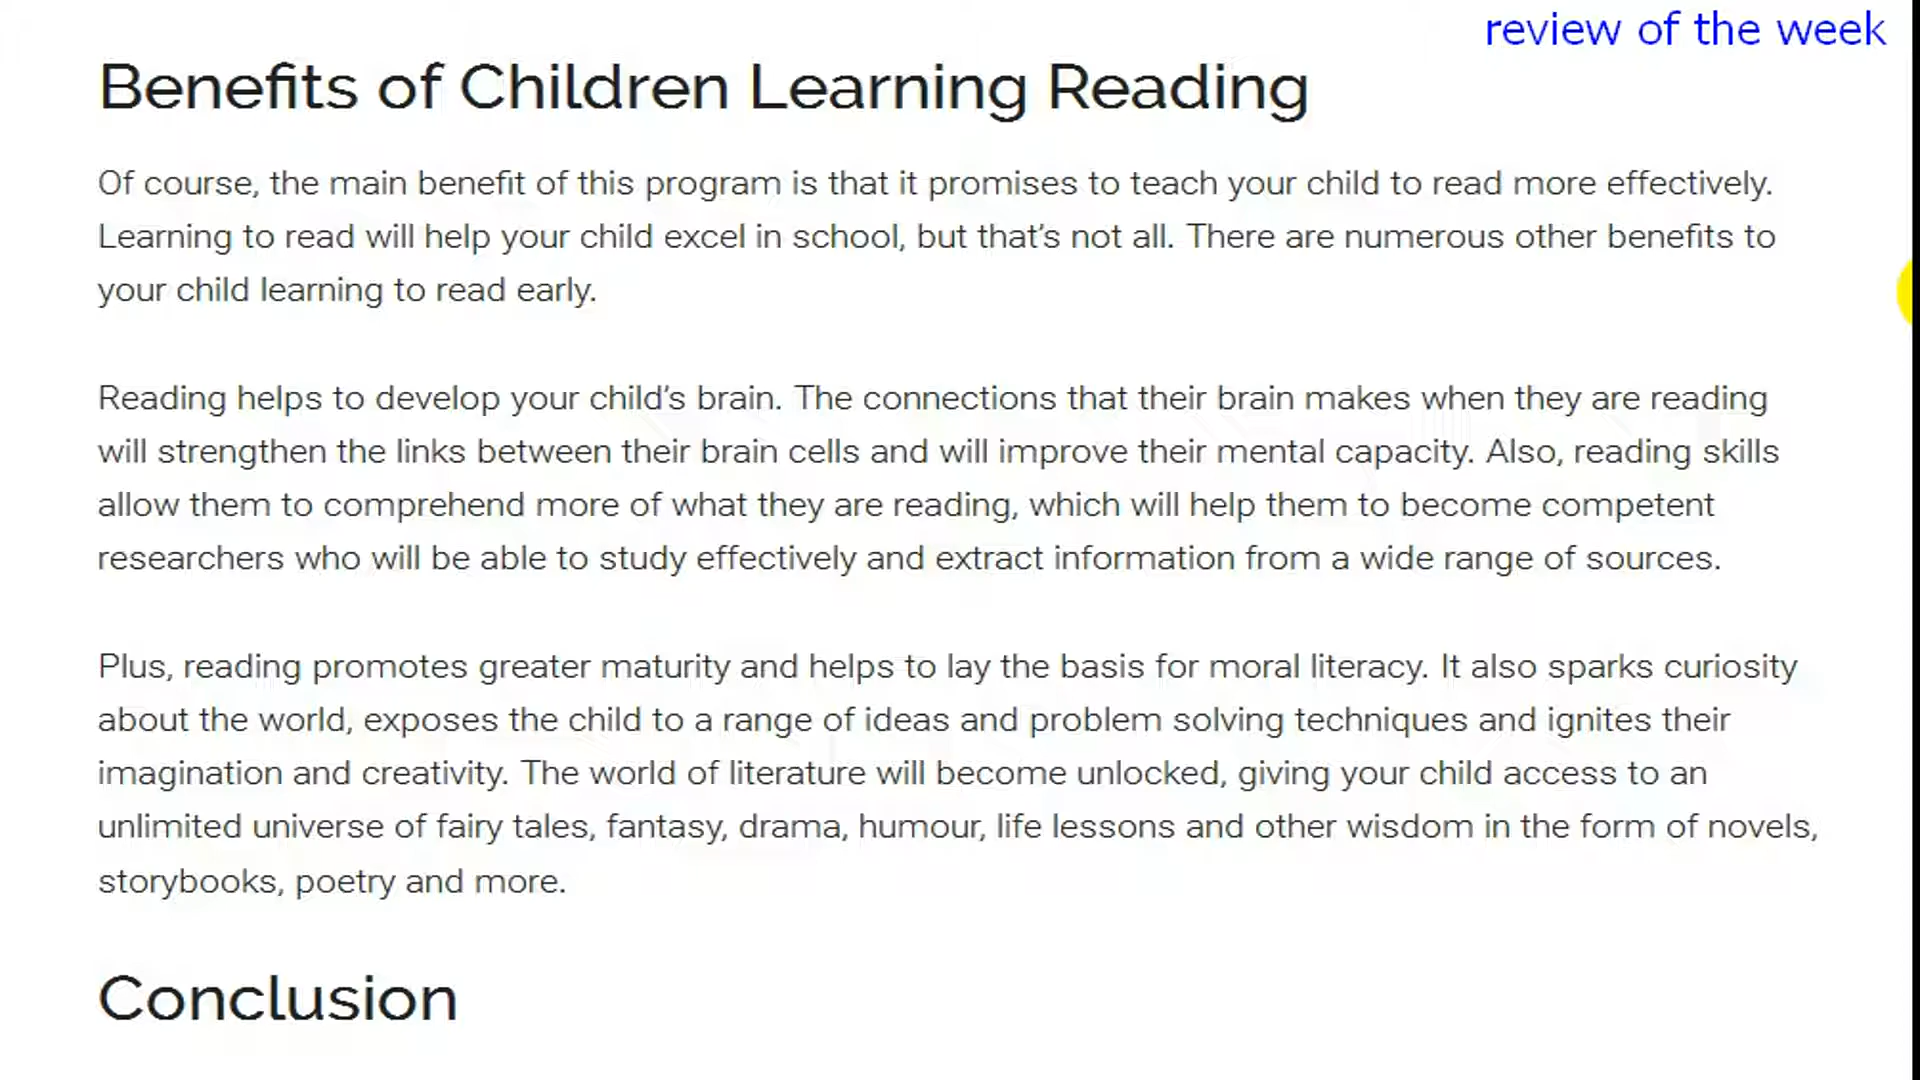 review of the week
Benefits of Children Learning Reading
Of course, the main benefit of this program is that it promises to teach your child to read more effectively.
Learning to read will help your child excel in school, but that’s not all. There are numerous other benefits to
your child learning to read early.
Reading helps to develop your child’s brain. The connections that their brain makes when they are reading
will strengthen the links between their brain cells and will improve their mental capacity. Also, reading skills
allow them to comprehend more of what they are reading, which will help them to become competent
researchers who will be able to study effectively and extract information from a wide range of sources.
Plus, reading promotes greater maturity and helps to lay the basis for moral literacy. It also sparks curiosity
about the world, exposes the child to a range of ideas and problem solving techniques and ignites their
imagination and creativity. The world of literature will become unlocked, giving your child access to an
unlimited universe of fairy tales, fantasy, drama, humour, life lessons and other wisdom in the form of novels,
storybooks, poetry and more.
Conclusion